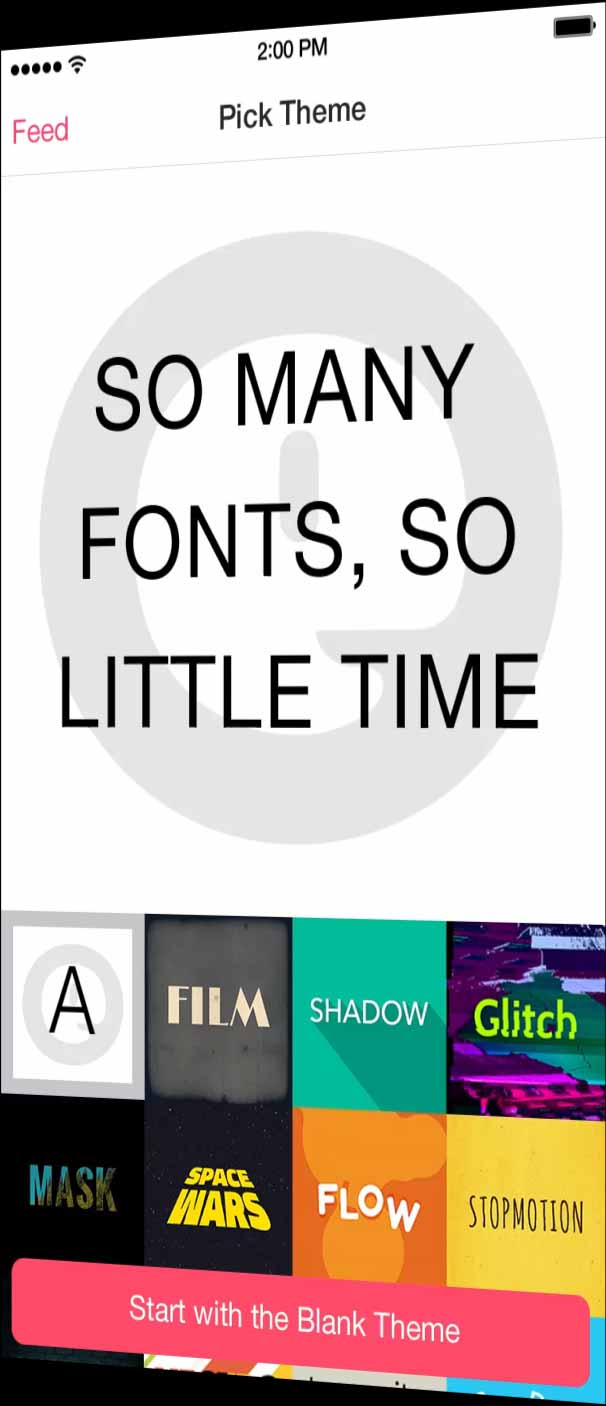 2:00 PM
Feed
Pick Theme
SO MANY
FONTS, SO
LITTLE TIME
A
FILM
SHADOW
Glitch
MASK
SPACE
WARS
FLOW
STOPMOTION
Start with the Blank Theme